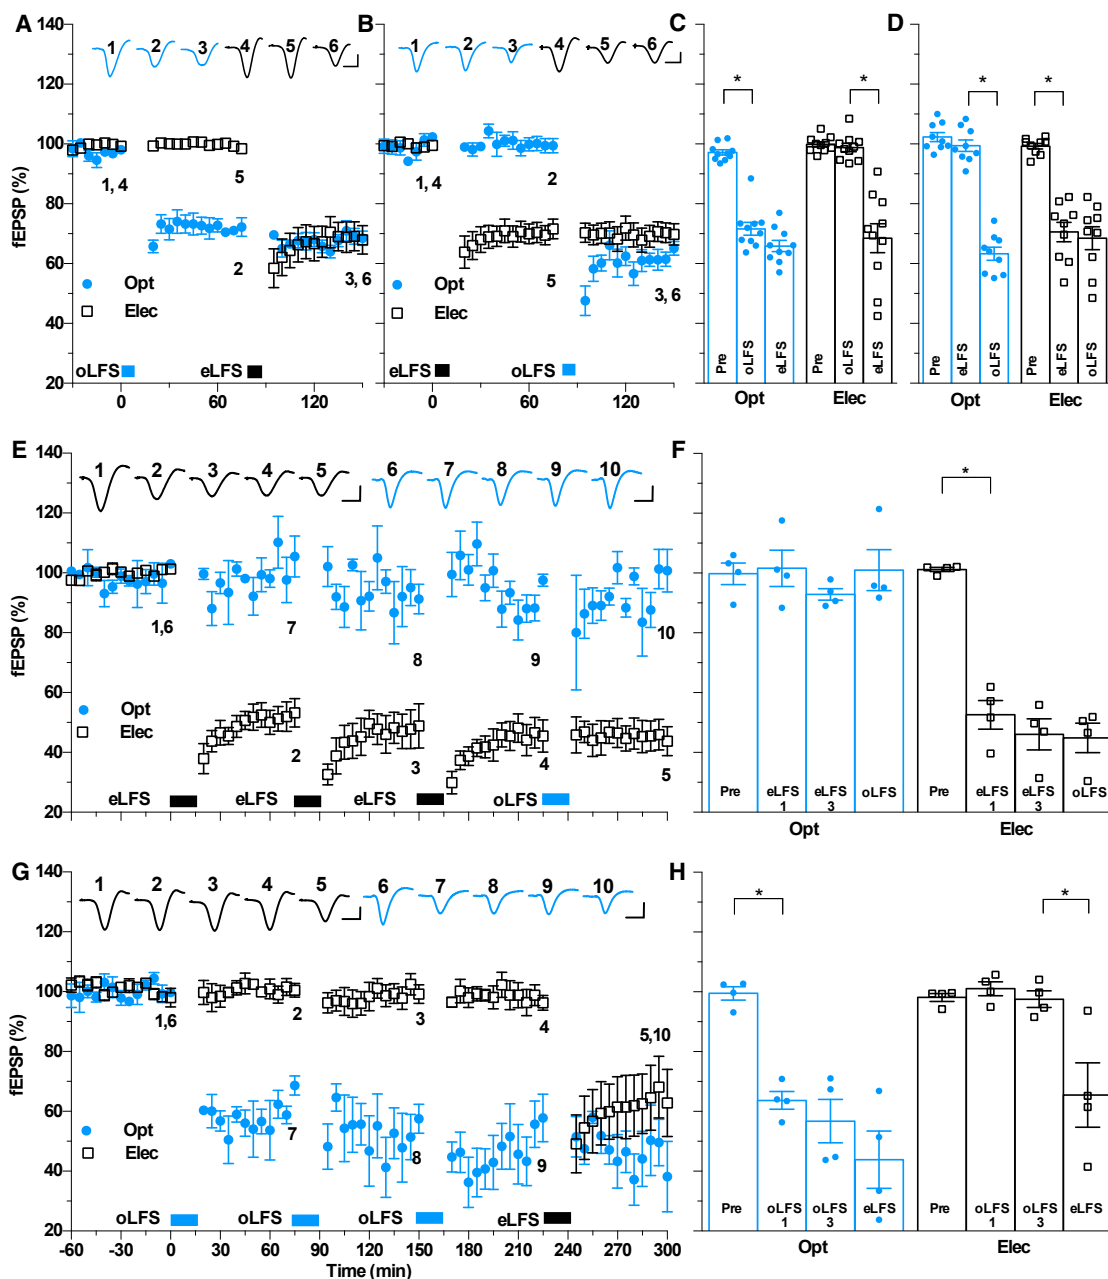 A B C D
140
120
100
80
60
40
20
fEPSP (%)
1 2 3 4 5 6
1, 4
5
2
3, 6
Opt
Elec
oLFS eLFS
0 60 120
1 2 3 4 5 6
1, 4
2
5
3, 6
Opt
Elec
eLFS oLFS
0 60 120
* *
Pre oLFS eLFS Pre oLFS eLFS
Opt Elec
* *
Pre eLFS oLFS Pre eLFS oLFS
Opt Elec
E F
140
120
100
80
60
40
20
fEPSP (%)
1 2 3 4 5 6 7 8 9 10
1,6
7
8
9
10
Opt
Elec
2
3
4
5
eLFS eLFS eLFS oLFS
*
Pre eLFS 1 eLFS 3 oLFS Pre eLFS 1 eLFS 3 oLFS
Opt Elec
G H
140
120
100
80
60
40
20
fEPSP (%)
1 2 3 4 5 6 7 8 9 10
1,6
2
3
4
5,10
Opt
Elec
7
8
9
oLFS oLFS oLFS eLFS
-60 -30 0 30 60 90 120 150 180 210 240 270 300
Time (min)
* *
Pre oLFS 1 oLFS 3 eLFS Pre oLFS 1 oLFS 3 eLFS
Opt Elec